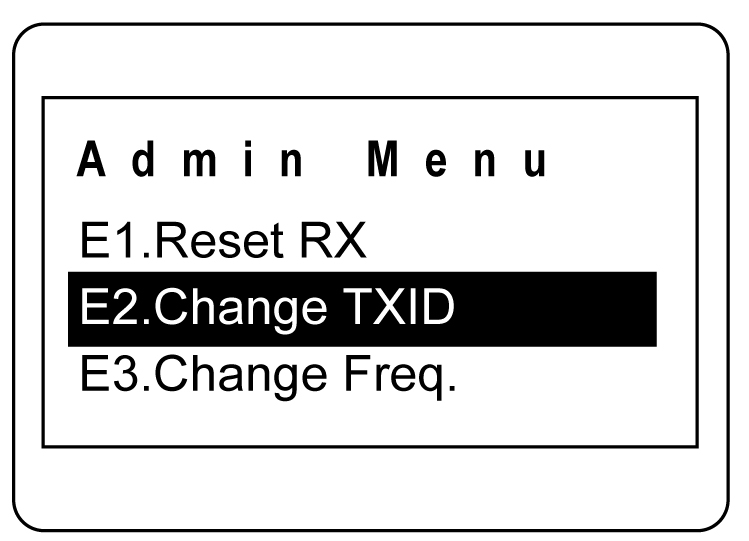 Admin Menu
E1.Reset RX
E2.Change TXID
E3.Change Freq.